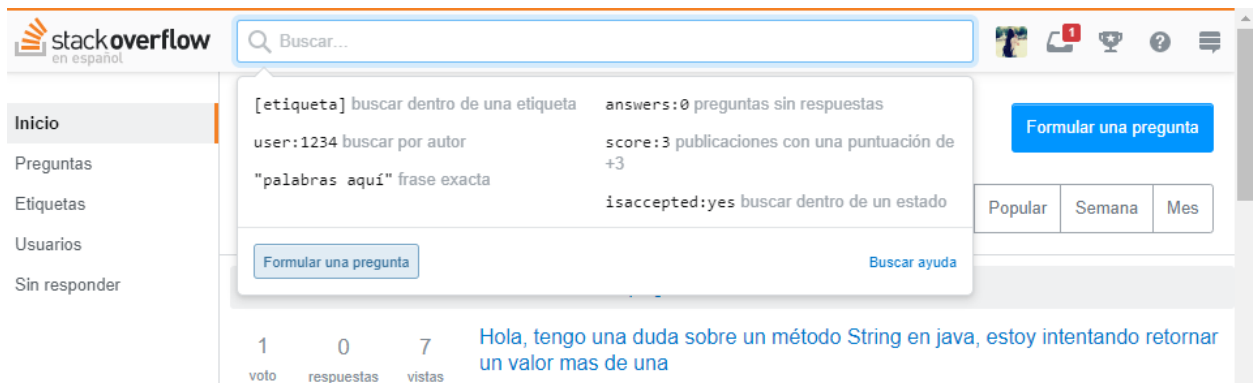 stackoverflow
en español
Buscar...
1
[etiqueta] buscar dentro de una etiqueta
user:1234 buscar por autor
"palabras aquí" frase exacta
answers:0 preguntas sin respuestas
score:3 publicaciones con una puntuación de
+3
isaccepted:yes buscar dentro de un estado
Formular una pregunta
Buscar ayuda
Inicio
Preguntas
Etiquetas
Usuarios
Sin responder
Formular una pregunta
Popular Semana Mes
1 0 7
voto respuestas vistas
Hola, tengo una duda sobre un método String en java, estoy intentando retornar
un valor mas de una